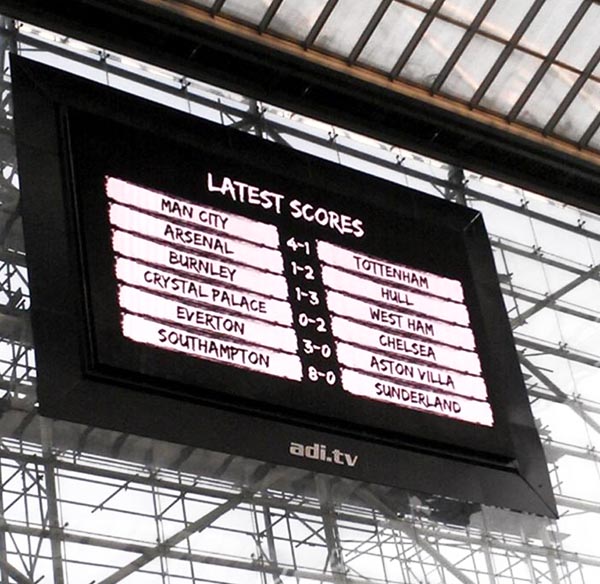 LATEST SCORES
MAN CITY 4-1 TOTTENHAM
ARSENAL 1-2 HULL
BURNLEY 1-3 WEST HAM
CRYSTAL PALACE 0-2 CHELSEA
EVERTON 3-0 ASTON VILLA
SOUTHAMPTON 8-0 SUNDERLAND
adi.tv